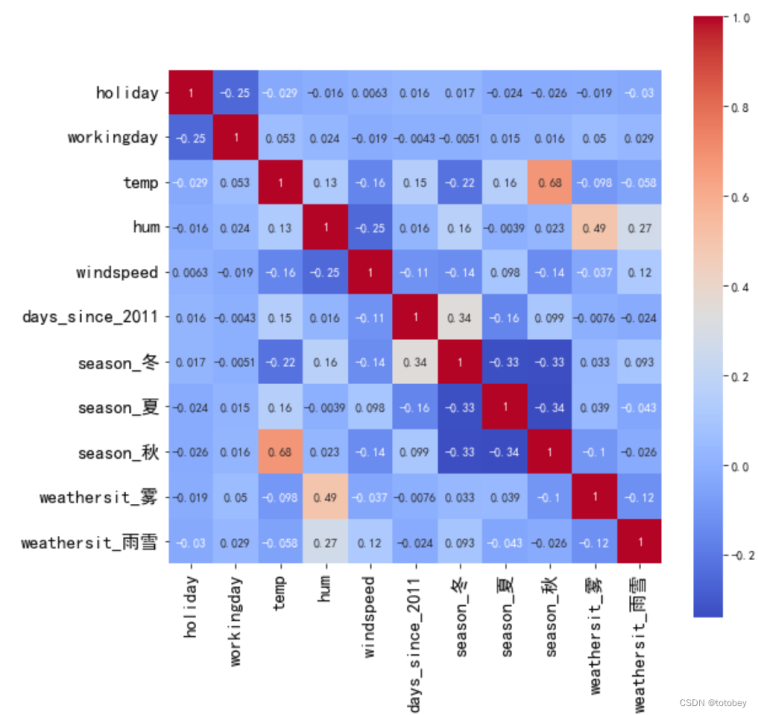 1.0
holiday 1 -0.25 -0.029 -0.016 0.0063 0.016 0.017 -0.024 -0.026 -0.019 -0.03
workingday -0.25 1 0.053 0.024 -0.019 -0.0043 -0.0051 0.015 0.016 0.05 0.029
0.8
temp -0.029 0.053 1 0.13 -0.16 0.15 -0.22 0.16 0.68 -0.098 -0.058
0.6
hum -0.016 0.024 0.13 1 -0.25 0.016 0.16 -0.0039 0.023 0.49 0.27
windspeed 0.0063 -0.019 -0.16 -0.25 1 -0.11 -0.14 0.098 -0.14 -0.037 0.12
0.4
days_since_2011 0.016 -0.0043 0.15 0.016 -0.11 1 0.34 -0.16 0.099 -0.0076 -0.024
season_冬 0.017 -0.0051 -0.22 0.16 -0.14 0.34 1 -0.33 -0.33 0.033 0.093
0.2
season_夏 -0.024 0.015 0.16 -0.0039 0.098 -0.16 -0.33 1 -0.34 0.039 -0.043
season_秋 -0.026 0.016 0.68 0.023 -0.14 0.099 -0.33 -0.34 1 -0.1 -0.026
0.0
weathersit_雾 -0.019 0.05 -0.098 0.49 -0.037 -0.0076 0.033 0.039 -0.1 1 -0.12
weathersit_雨雪 -0.03 0.029 -0.058 0.27 0.12 -0.024 0.093 -0.043 -0.026 -0.12 1
-0.2
holiday
workingday
temp
hum
windspeed
days_since_2011
season_冬
season_夏
season_秋
weathersit_雾
weathersit_雨雪
CSDN @totobey